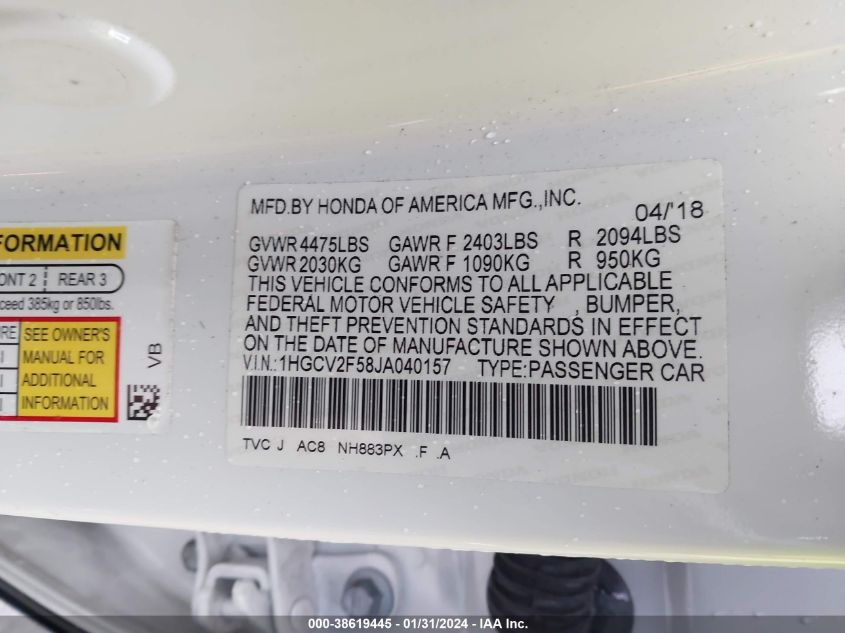 MFD.BY HONDA OF AMERICA MFG.,INC. 04/'18
GVWR 4475LBS GAWR F 2403LBS R 2094LBS
GVWR 2030KG GAWR F 1090KG R 950KG
THIS VEHICLE CONFORMS TO ALL APPLICABLE
FEDERAL MOTOR VEHICLE SAFETY , BUMPER,
AND THEFT PREVENTION STANDARDS IN EFFECT
ON THE DATE OF MANUFACTURE SHOWN ABOVE.
V.I.N.:1HGCV2F58JA040157 TYPE:PASSENGER CAR
TVC J AC8 NH883PX .F .A
FORMATION
ONT 2 REAR 3
ceed 385kg or 850lbs.
RE SEE OWNER'S
MANUAL FOR
ADDITIONAL
INFORMATION
VB
000-38619445 - 01/31/2024 - IAA Inc.